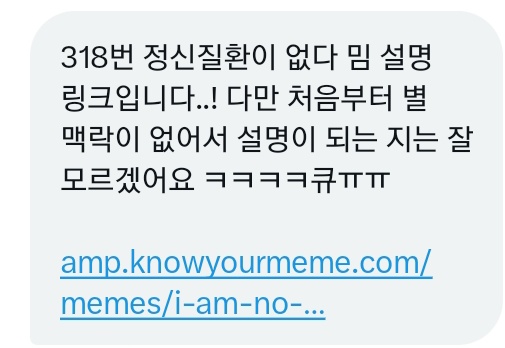 318번 정신질환이 없다 밈 설명
링크입니다..! 다만 처음부터 별
맥락이 없어서 설명이 되는 지는 잘
모르겠어요 ㅋㅋㅋㅋ큐ㅠㅠ
amp.knowyourmeme.com/
memes/i-am-no-...